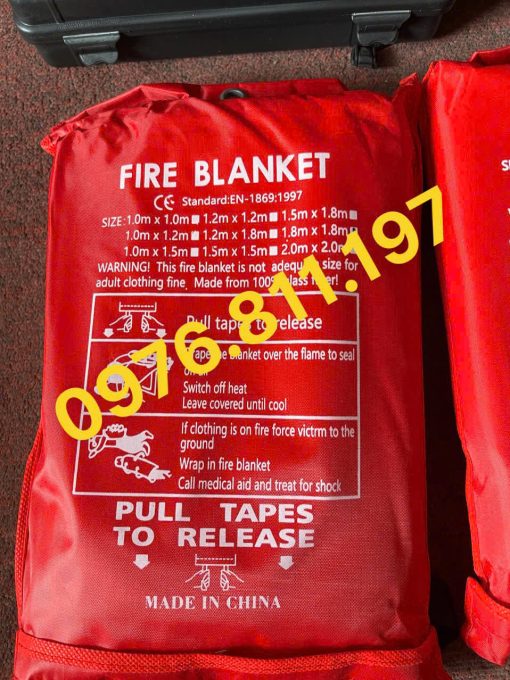 FIRE BLANKET
CE Standard:EN-1869:1997
SIZE:1.0m x 1.0m■ 1.2m x 1.2m■ 1.5m x 1.8m■
1.0m x 1.2m■ 1.2m x 1.8m■ 1.8m x 1.8m■
1.0m x 1.5m■ 1.5m x 1.5m■ 2.0m x 2.0m■
WARNING! This fire blanket is not size for
adult clothing fine, Made from 100%
Pull tapes to release
blanket over the flame to seal
Switch off heat
Leave covered until cool
If clothing is on fire force victrm to the
ground
Wrap in fire blanket
Call medical aid and treat for shock
PULL TAPES
TO RELEASE
MADE IN CHINA
0976.811.197